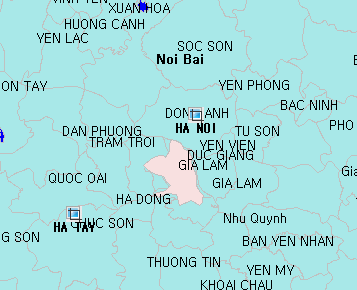 VINH YEN
XUAN HOA
HUONG CANH
YEN LAC
SOC SON
Noi Bai
YEN PHONG
ON TAY
DONG ANH
BAC NINH
HA NOI
PHO
DAN PHUONG
TU SON
TRAM TROI
YEN VIEN
DUC GIANG
GIA LAM
QUOC OAI
GIA LAM
HA DONG
Nhu Quynh
HA TAY
CHUC SON
G SON
BAN YEN NHAN
THUONG TIN
YEN MY
KHOAI CHAU
Gia
An